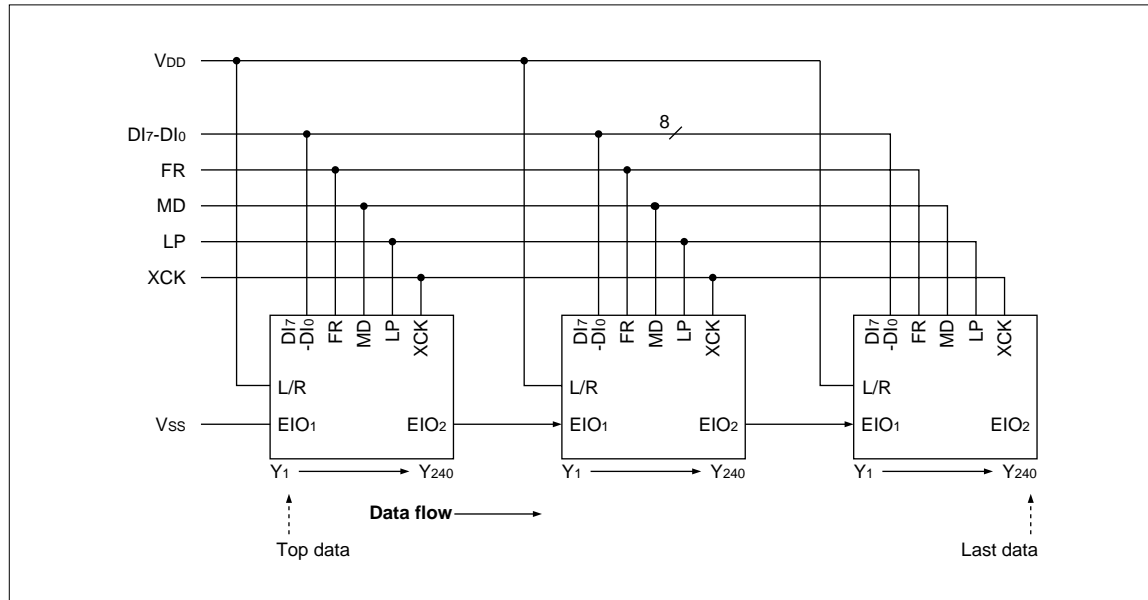 VDD
DI7-DI0
8
FR
MD
LP
XCK
DI7 -DI0 FR MD LP XCK
DI7 -DI0 FR MD LP XCK
DI7 -DI0 FR MD LP XCK
L/R
L/R
L/R
VSS
EIO1 EIO2
EIO1 EIO2
EIO1 EIO2
Y1 Y240
Y1 Y240
Y1 Y240
Data flow
Top data
Last data